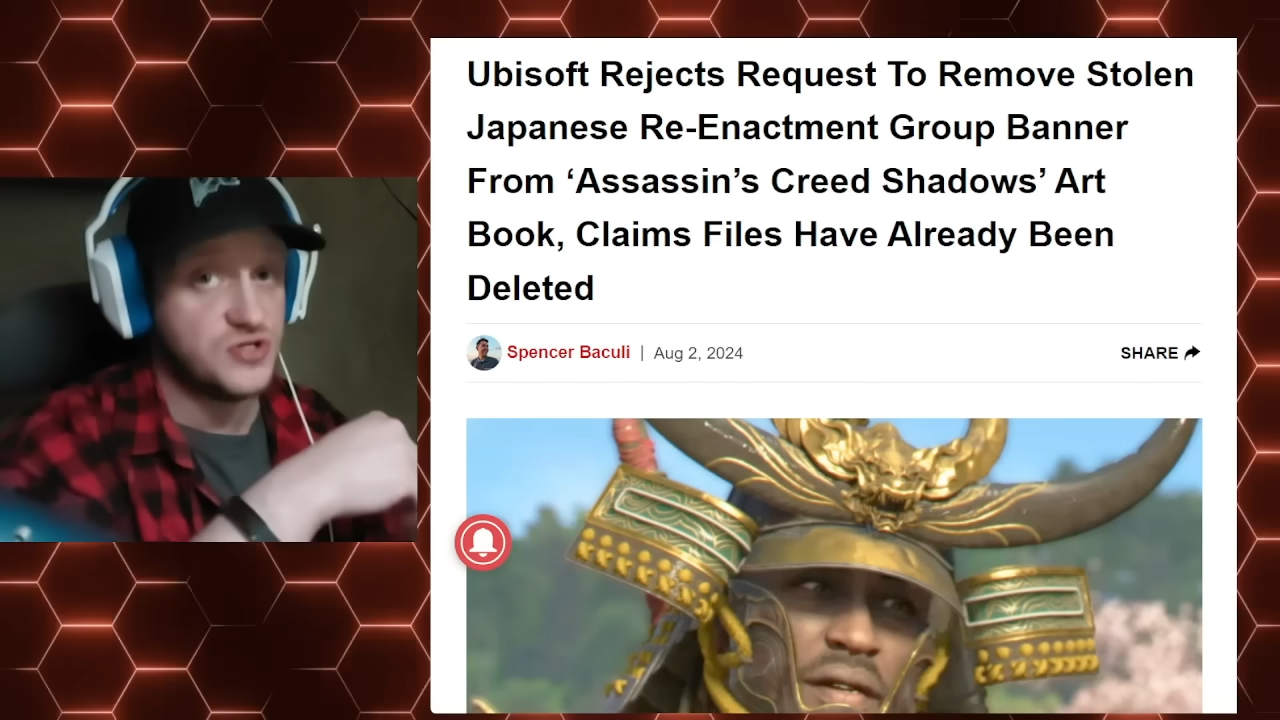 Ubisoft Rejects Request To Remove Stolen
Japanese Re-Enactment Group Banner
From ‘Assassin’s Creed Shadows’ Art
Book, Claims Files Have Already Been
Deleted
Spencer Baculi | Aug 2, 2024
SHARE